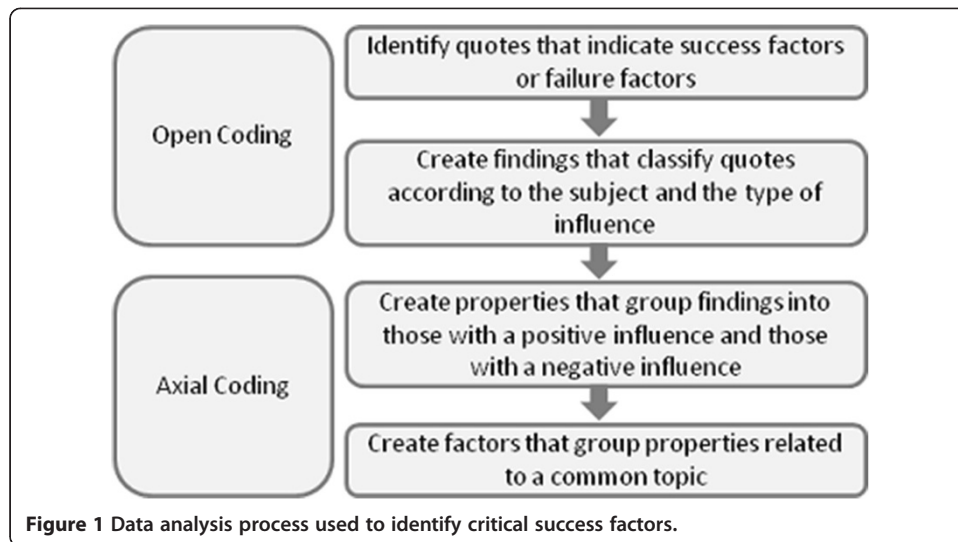 Open Coding
Identify quotes that indicate success factors
or failure factors
Create findings that classify quotes
according to the subject and the type of
influence
Axial Coding
Create properties that group findings into
those with a positive influence and those
with a negative influence
Create factors that group properties related
to a common topic
Figure 1 Data analysis process used to identify critical success factors.